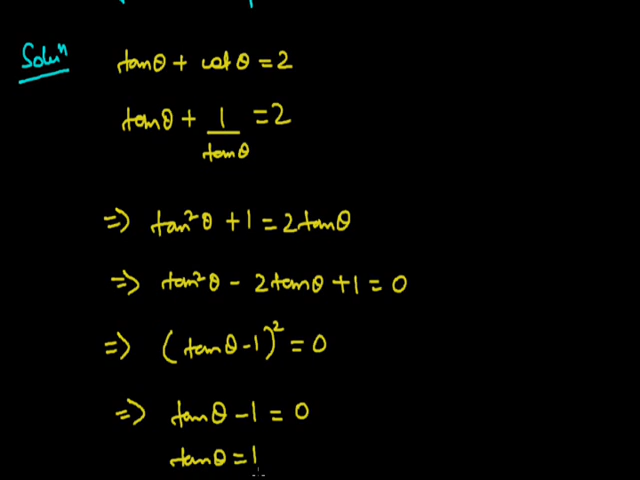 Soluⁿ
tanθ + cotθ = 2
tanθ + 1/tanθ = 2
=> tan²θ + 1 = 2tanθ
=> tan²θ - 2tanθ + 1 = 0
=> (tanθ - 1)² = 0
=> tanθ - 1 = 0
tanθ = 1